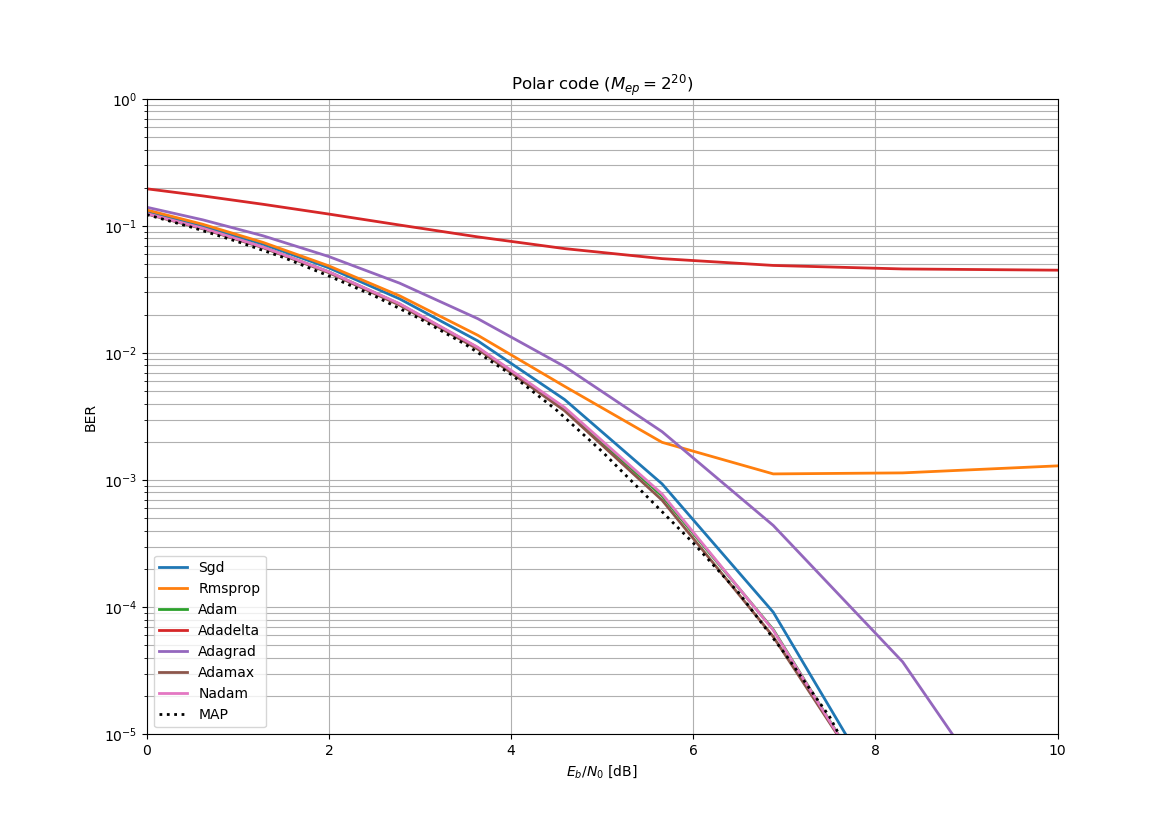 Polar code (M_ep = 2^20)
10^0
10^-1
10^-2
10^-3
10^-4
10^-5
BER
Sgd
Rmsprop
Adam
Adadelta
Adagrad
Adamax
Nadam
MAP
0 2 4 6 8 10
E_b/N_0 [dB]